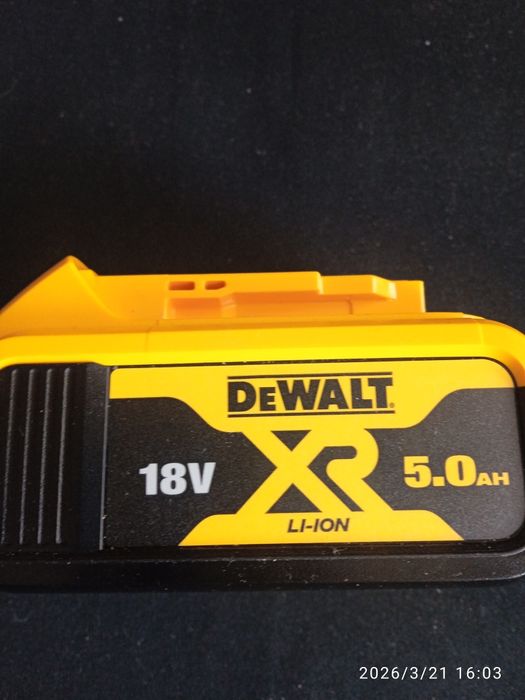 DEWALT
18V XR 5.0AH
LI-ION
2026/3/21 16:03